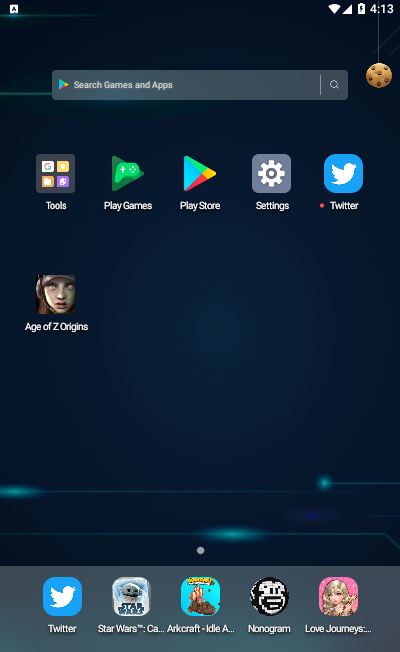 4:13
Search Games and Apps
Tools
Play Games
Play Store
Settings
Twitter
Age of Z Origins
Twitter
Star Wars™: Ca...
Arkcraft - Idle A...
Nonogram
Love Journeys:...